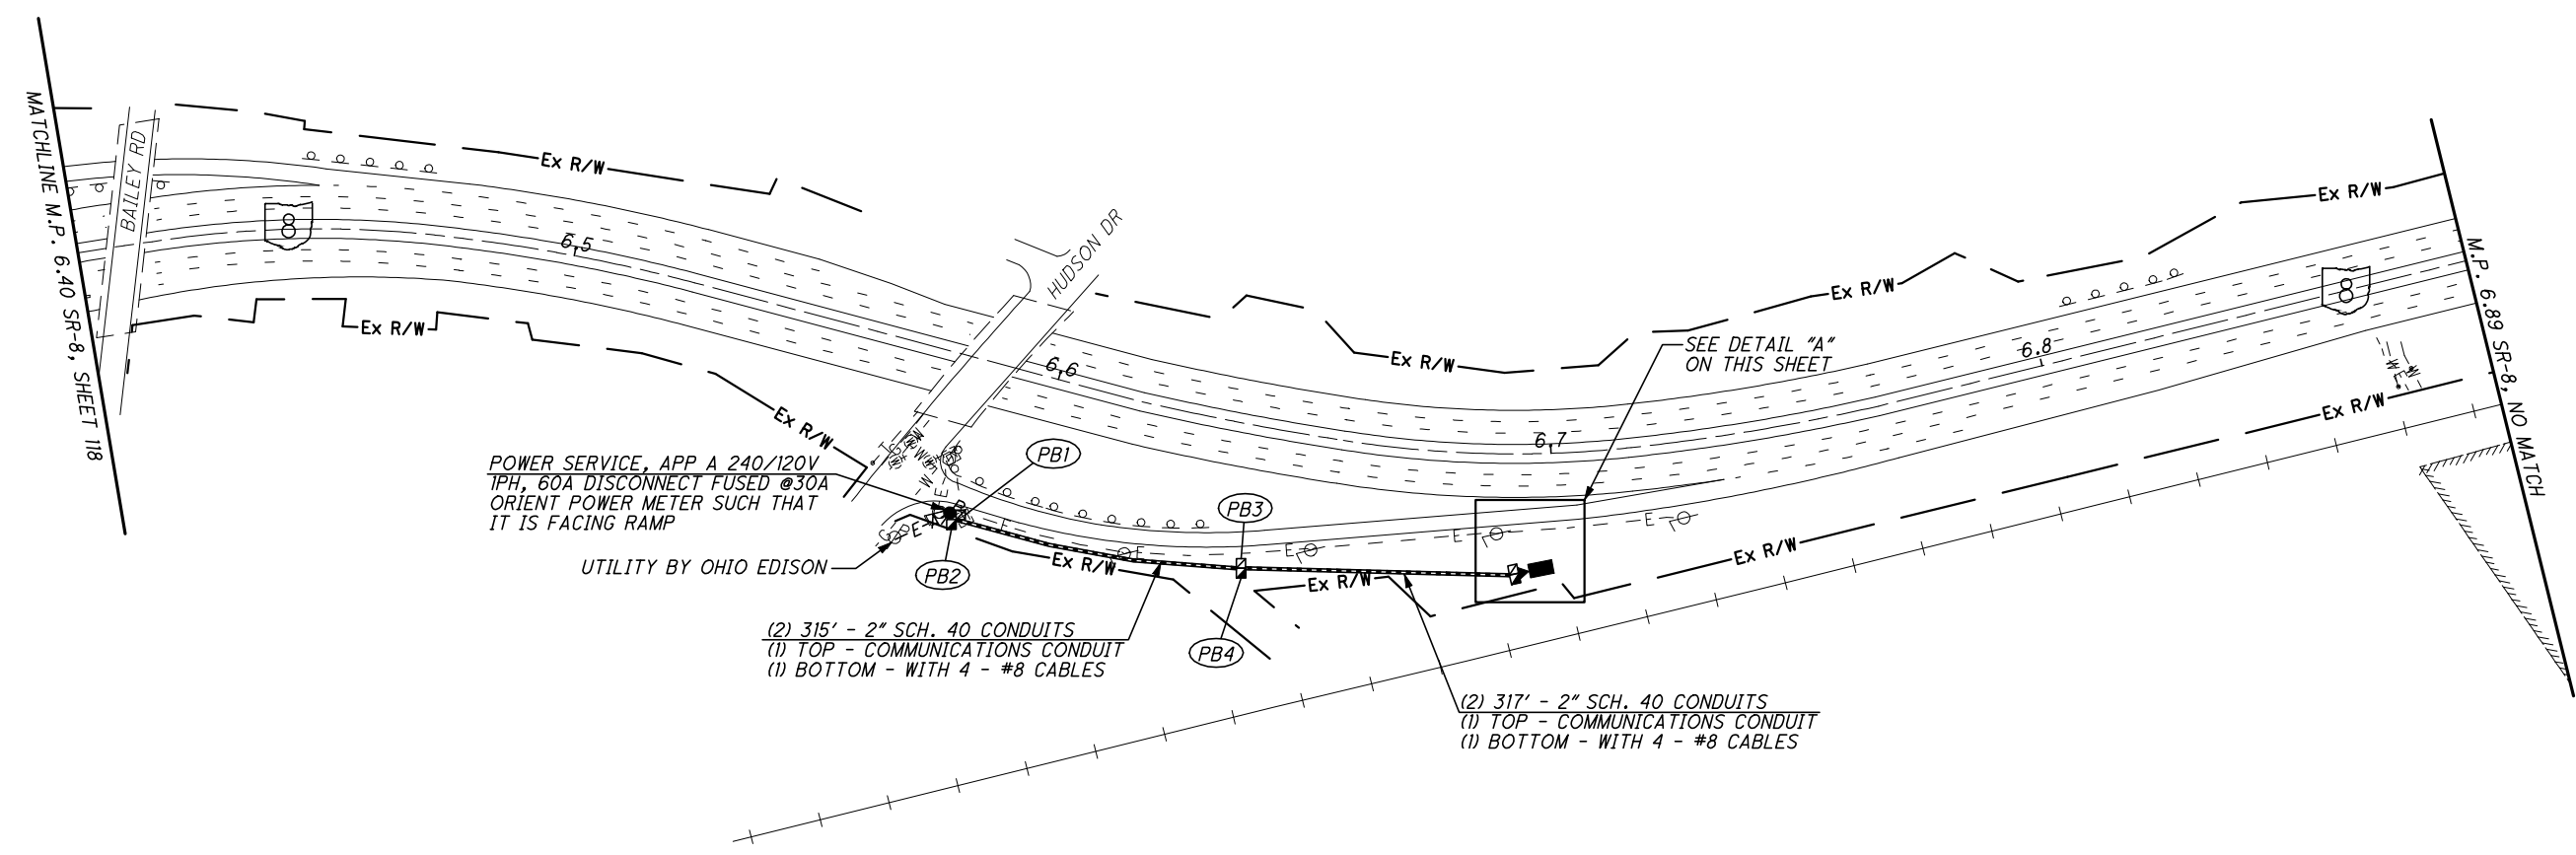 MATCHLINE M.P. 6.40 SR-8, SHEET 118
BAILEY RD
8
Ex R/W
Ex R/W
6.5
Ex R/W
HUDSON DR
6.6
Ex R/W
6.7
Ex R/W
6.8
Ex R/W
8
M.P. 6.89 SR-8, NO MATCH
SEE DETAIL "A"
ON THIS SHEET
Ex R/W
W
E
W
POWER SERVICE, APP A 240/120V
1PH, 60A DISCONNECT FUSED @30A
ORIENT POWER METER SUCH THAT
IT IS FACING RAMP
UTILITY BY OHIO EDISON
PB1
PB2
PB3
PB4
W
E
G
E
E
E
E
E
E
Ex R/W
Ex R/W
Ex R/W
(2) 315' - 2" SCH. 40 CONDUITS
(1) TOP - COMMUNICATIONS CONDUIT
(1) BOTTOM - WITH 4 - #8 CABLES
(2) 317' - 2" SCH. 40 CONDUITS
(1) TOP - COMMUNICATIONS CONDUIT
(1) BOTTOM - WITH 4 - #8 CABLES